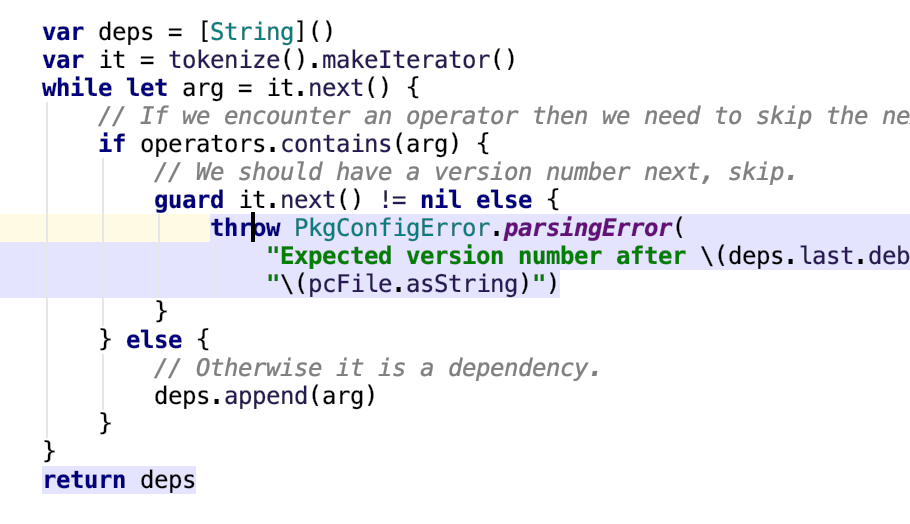 var deps = [String]()
var it = tokenize().makeIterator()
while let arg = it.next() {
// If we encounter an operator then we need to skip the
if operators.contains(arg) {
// We should have a version number next, skip.
guard it.next() != nil else {
throw PkgConfigError.parsingError(
"Expected version number after \(deps.last.deb
"\(pcFile.asString)")
}
} else {
// Otherwise it is a dependency.
deps.append(arg)
}
}
return deps